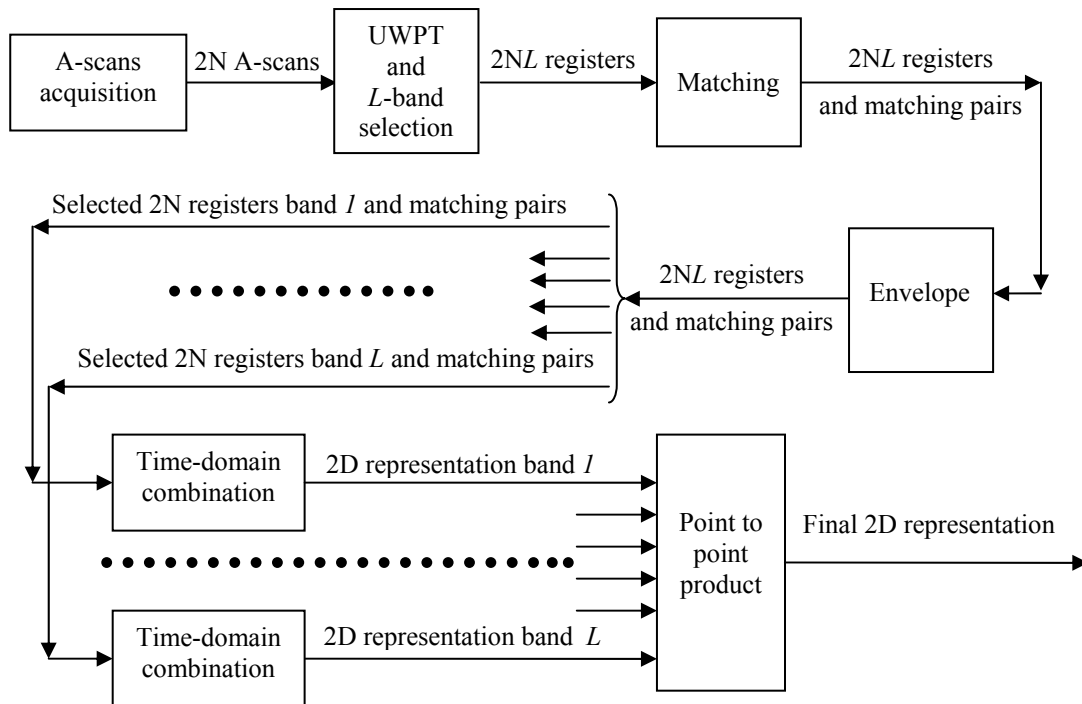 A-scans
acquisition
2N A-scans
UWPT
and
L-band
selection
2NL registers
Matching
2NL registers
and matching pairs
Selected 2N registers band 1 and matching pairs
2NL registers
and matching pairs
Envelope
Selected 2N registers band L and matching pairs
Time-domain
combination
2D representation band 1
Point to
point
product
Final 2D representation
Time-domain
combination
2D representation band L